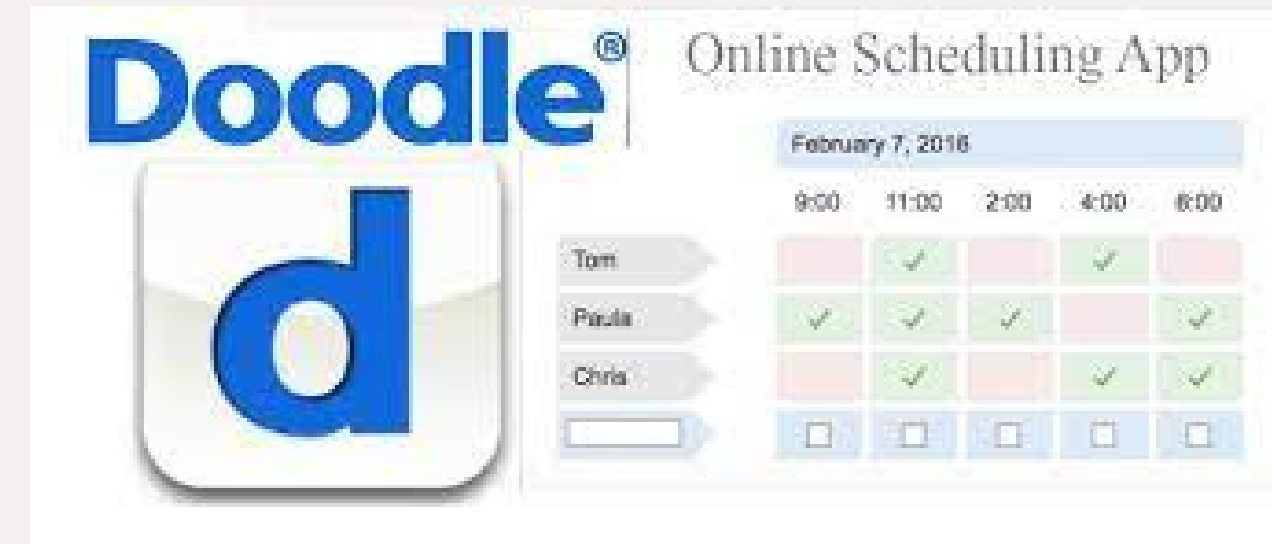 Doodle®
d
Online Scheduling App
February 7, 2016
9:00 11:00 2:00 4:00 6:00
Tom
Paula
Chris